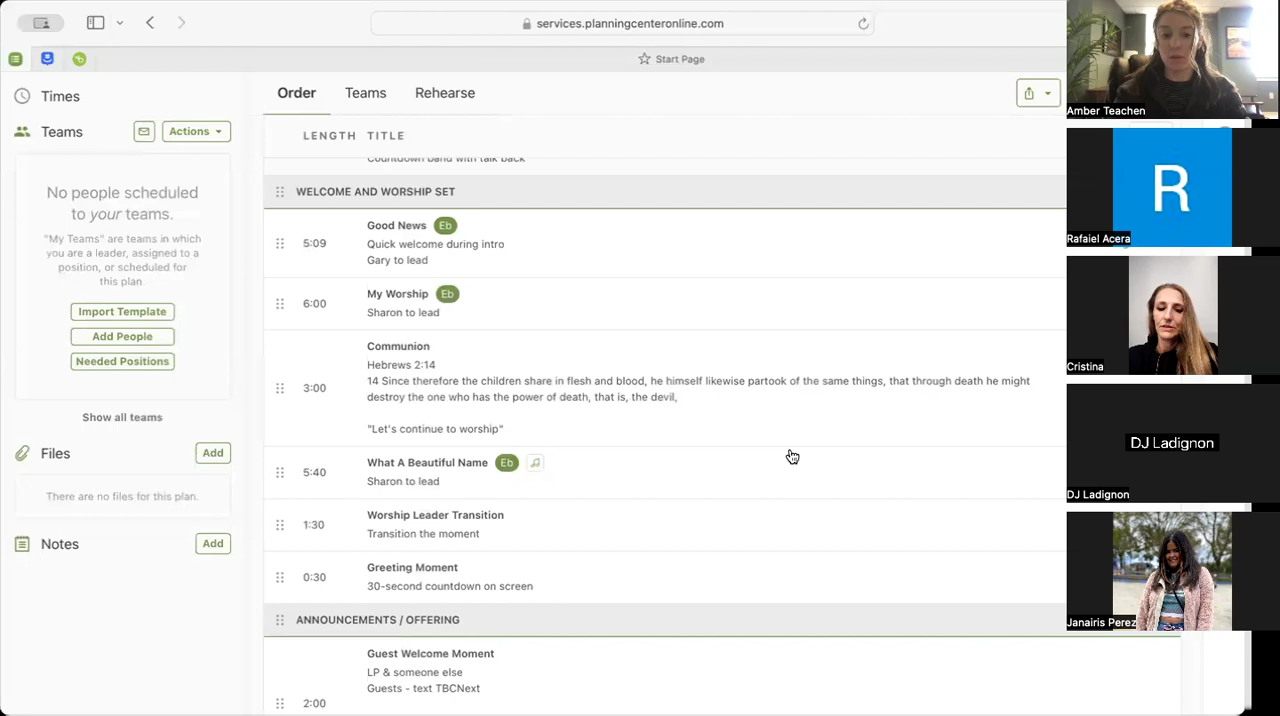 services.planningcenteronline.com
Start Page
Times
Teams
Actions
No people scheduled
to your teams.
"My Teams" are teams in which
you are a leader, assigned to a
position, or scheduled for
this plan.
Import Template
Add People
Needed Positions
Show all teams
Files
Add
There are no files for this plan.
Notes
Add
Order
Teams
Rehearse
LENGTH TITLE
Countdown band with talk back
WELCOME AND WORSHIP SET
Good News Eb
5:09
Quick welcome during intro
Gary to lead
My Worship Eb
6:00
Sharon to lead
Communion
Hebrews 2:14
3:00
14 Since therefore the children share in flesh and blood, he himself likewise partook of the same things, that through death he might
destroy the one who has the power of death, that is, the devil,
"Let's continue to worship"
What A Beautiful Name Eb
5:40
Sharon to lead
Worship Leader Transition
1:30
Transition the moment
Greeting Moment
0:30
30-second countdown on screen
ANNOUNCEMENTS / OFFERING
Guest Welcome Moment
LP & someone else
Guests - text TBCNext
2:00
Amber Teachen
R
Rafaiel Acera
Cristina
DJ Ladignon
DJ Ladignon
Janairis Perez